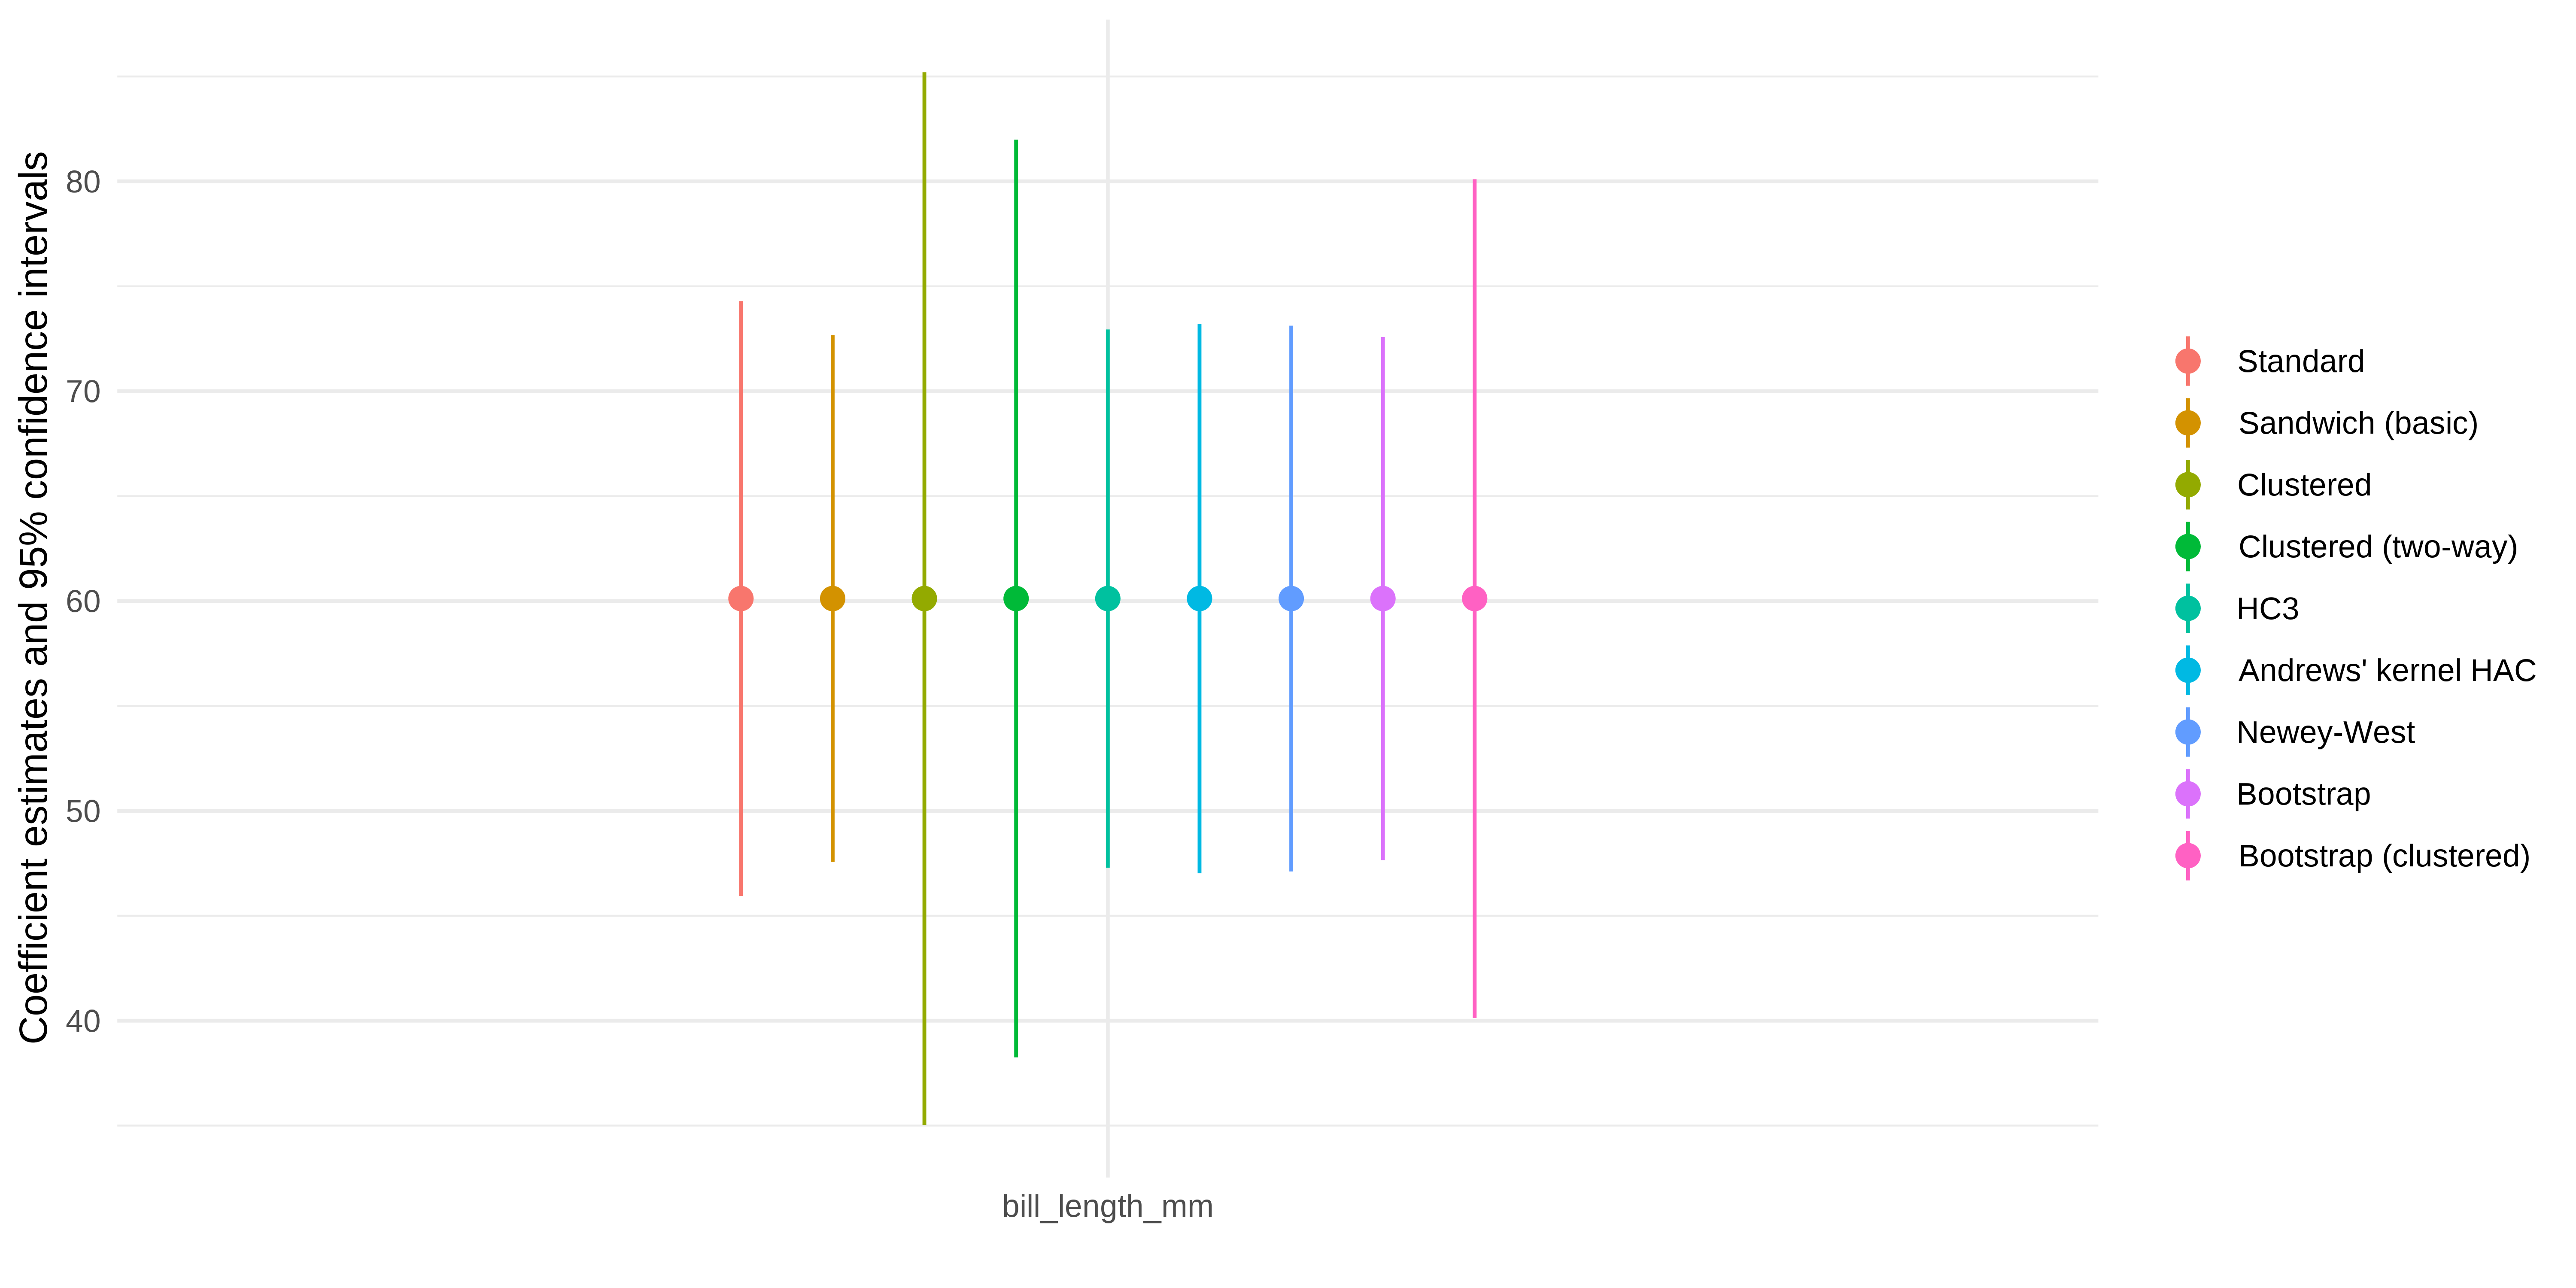 Coefficient estimates and 95% confidence intervals
80
70
60
50
40
bill_length_mm
Standard
Sandwich (basic)
Clustered
Clustered (two-way)
HC3
Andrews' kernel HAC
Newey-West
Bootstrap
Bootstrap (clustered)